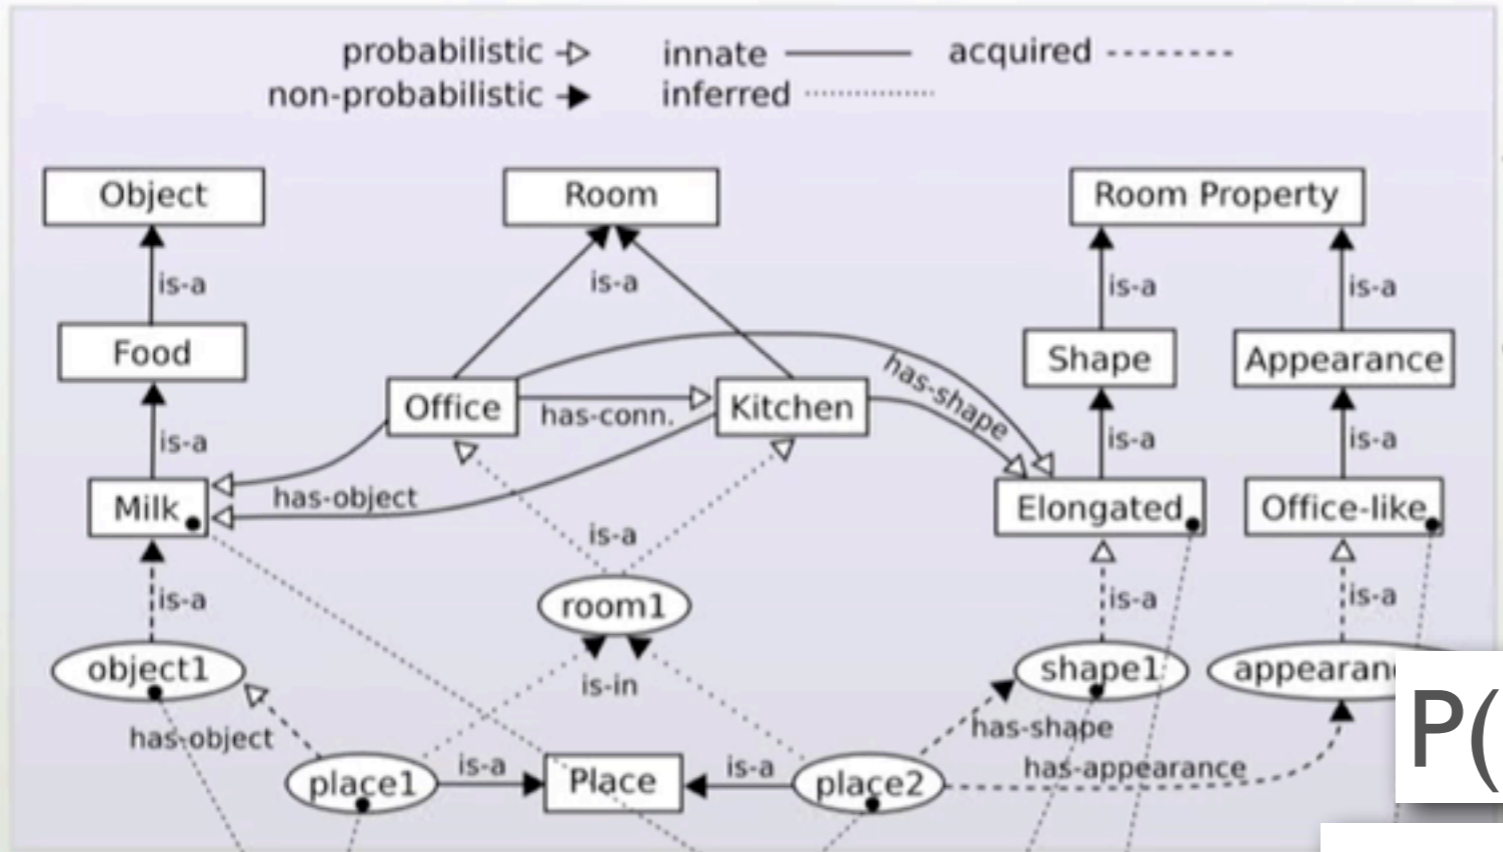 probabilistic innate acquired
non-probabilistic inferred
Object Room Room Property
is-a is-a is-a is-a
Food Shape Appearance
Office has-conn. Kitchen has-shape
is-a is-a is-a
Milk has-object Elongated Office-like
is-a
is-a room1 is-a is-a
object1 is-in shape1 appearanc
has-object has-shape
place1 is-a Place is-a place2 has-appearance
P(